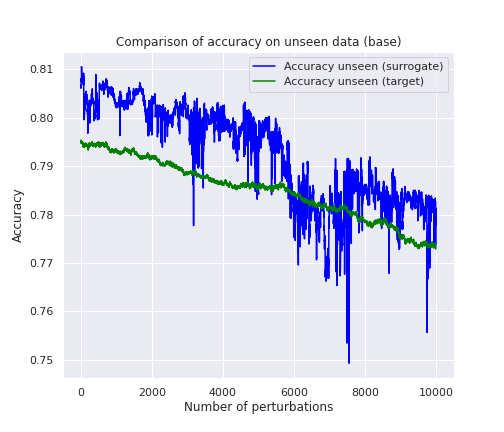 Comparison of accuracy on unseen data (base)
Accuracy unseen (surrogate)
Accuracy unseen (target)
0.81
0.80
0.79
0.78
0.77
0.76
0.75
Accuracy
0 2000 4000 6000 8000 10000
Number of perturbations